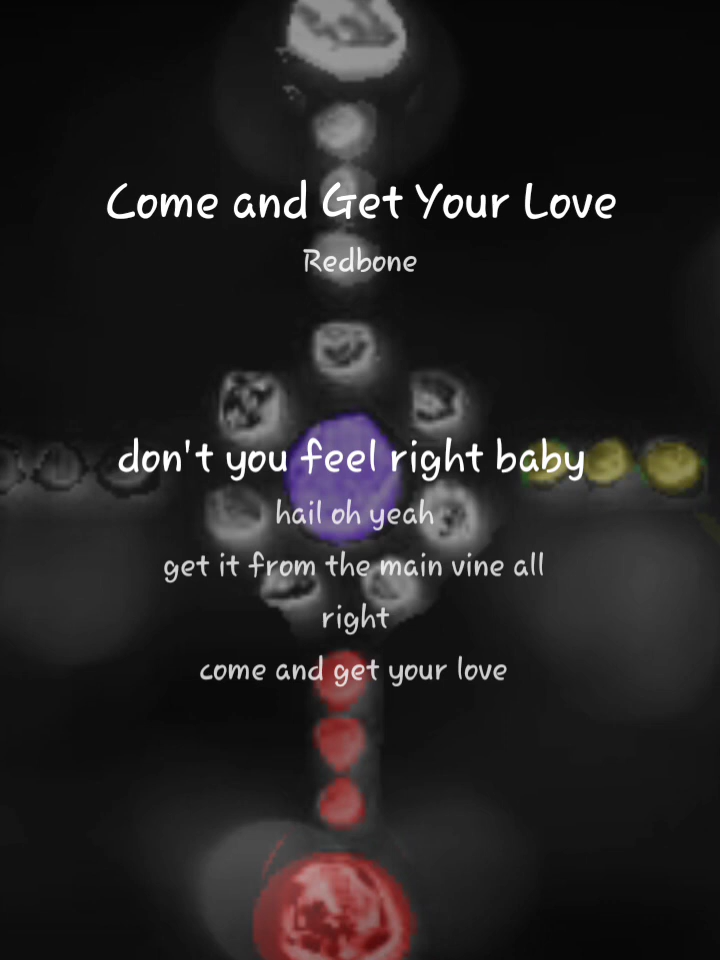 Come and Get Your Love
Redbone
don't you feel right baby
hail oh yeah
get it from the main vine all
right
come and get your love